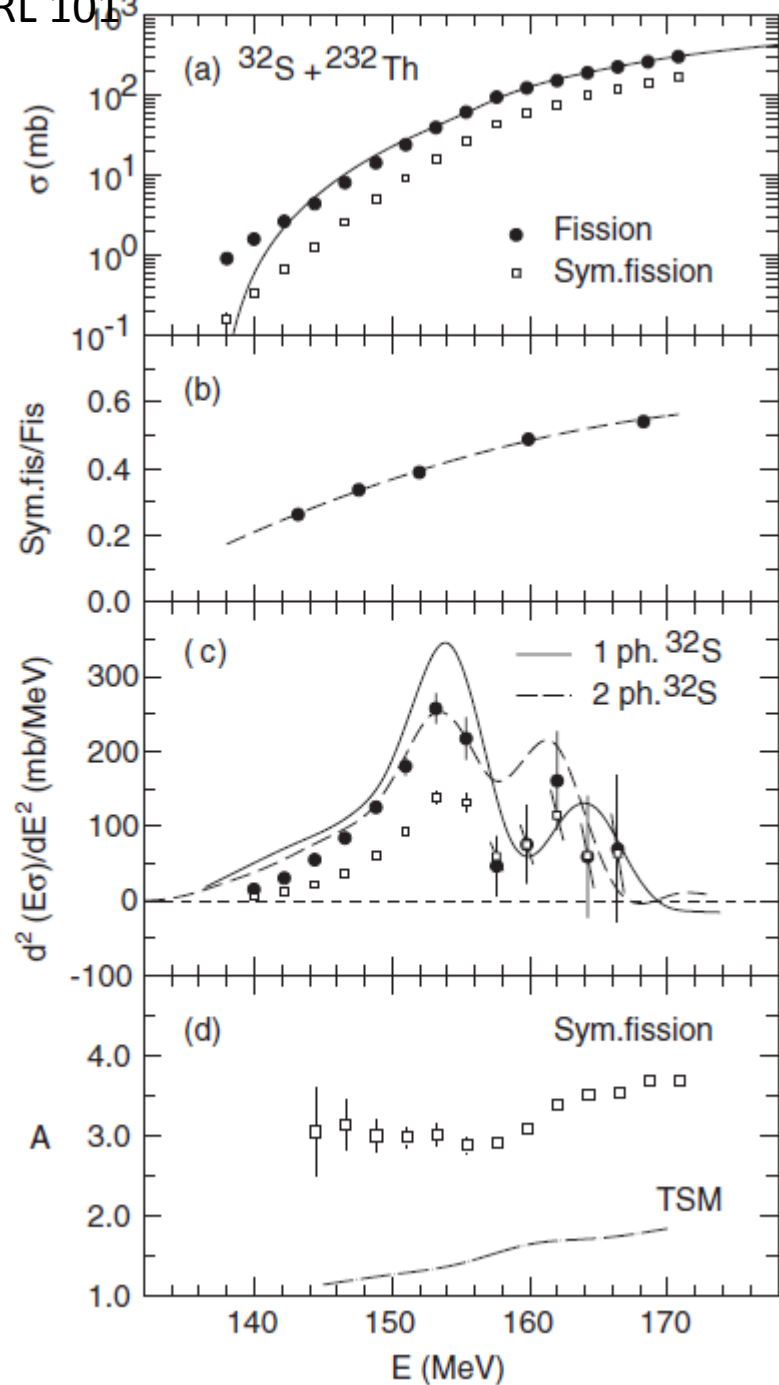 RL 101
(a) ³²S + ²³²Th
10³
10²
10¹
10⁰
10⁻¹
σ (mb)
Fission
Sym.fission
(b)
0.6
0.4
0.2
0.0
Sym.fis/Fis
( c)
1 ph. ³²S
2 ph. ³²S
300
200
100
0
-100
d² (Eσ)/dE² (mb/MeV)
(d)
Sym.fission
4.0
3.0
2.0
1.0
A
TSM
140 150 160 170
E (MeV)